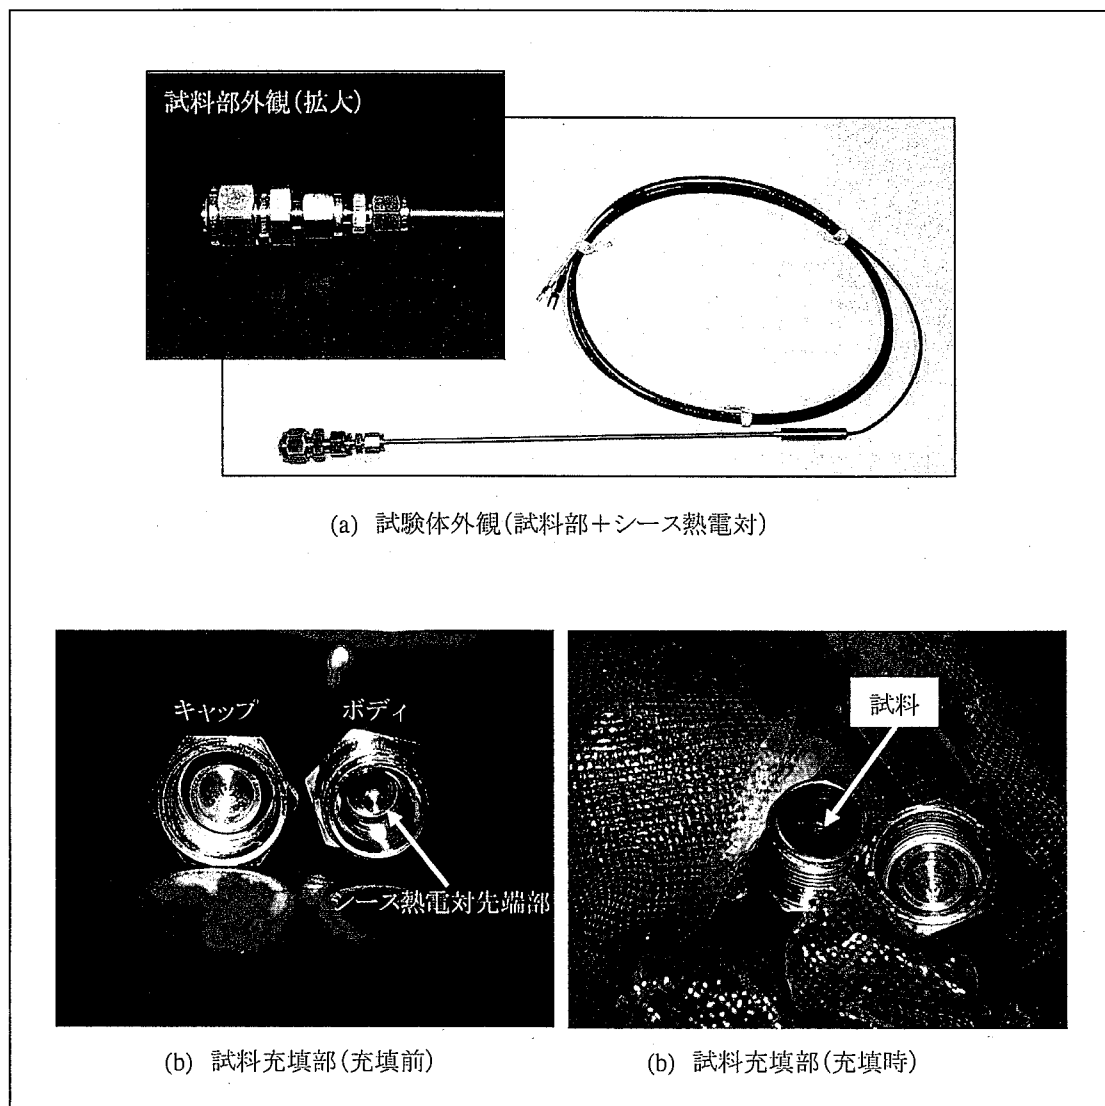 試料部外観(拡大)
(a) 試験体外観(試料部+シース熱電対)
キャップ
ボディ
シース熱電対先端部
試料
(b) 試料充填部(充填前)
(b) 試料充填部(充填時)